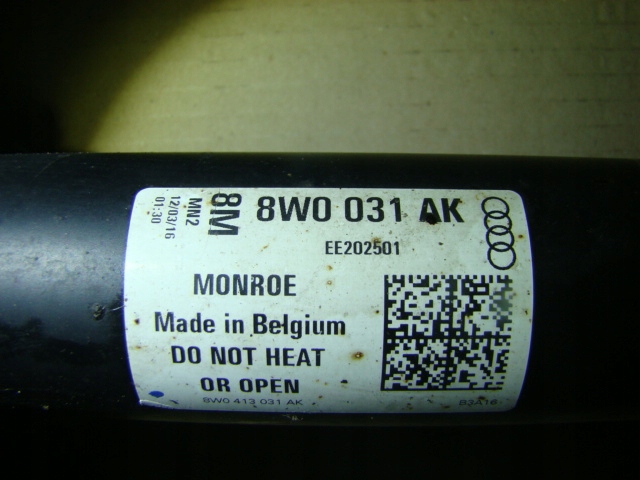 8M 8W0 031 AK
MN2
12/03/16
01:30
EE202501
MONROE
Made in Belgium
DO NOT HEAT
OR OPEN
8W0 413 031 AK
B3A16